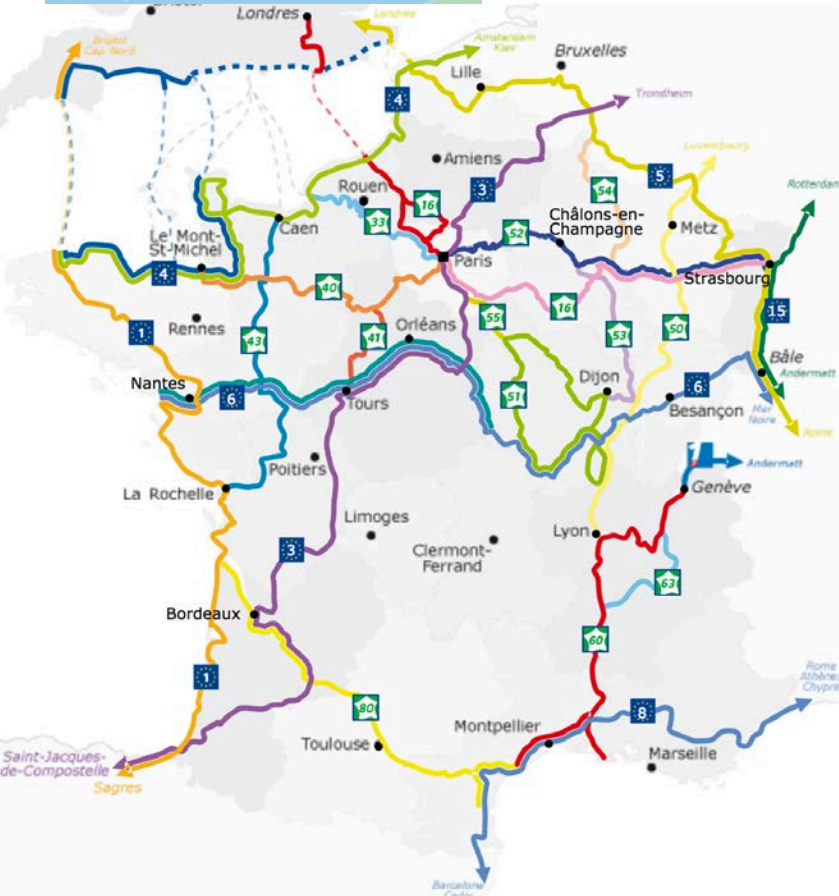 Londres
Londres
Bristol
Cap Nord
Amsterdam
Kiev
Bruxelles
Lille
4
Trondheim
Amiens
Luxembourg
3
5
Rouen
54
Rotterdam
16
33
Châlons-en-
Champagne
Caen
52
Metz
Le Mont-
St-Michel
Paris
4
Strasbourg
40
16
1
Rennes
43
41
Orléans
55
53
50
15
Bâle
Nantes
6
Tours
51
Dijon
6
Andermatt
Besançon
Mer
Noire
Rome
Poitiers
La Rochelle
Andermatt
Genève
Limoges
Lyon
Clermont-
Ferrand
3
63
Bordeaux
60
1
Rome
Athènes
Chypre
80
8
Montpellier
Toulouse
Marseille
Saint-Jacques-
de-Compostelle
Sagres
Barcelone